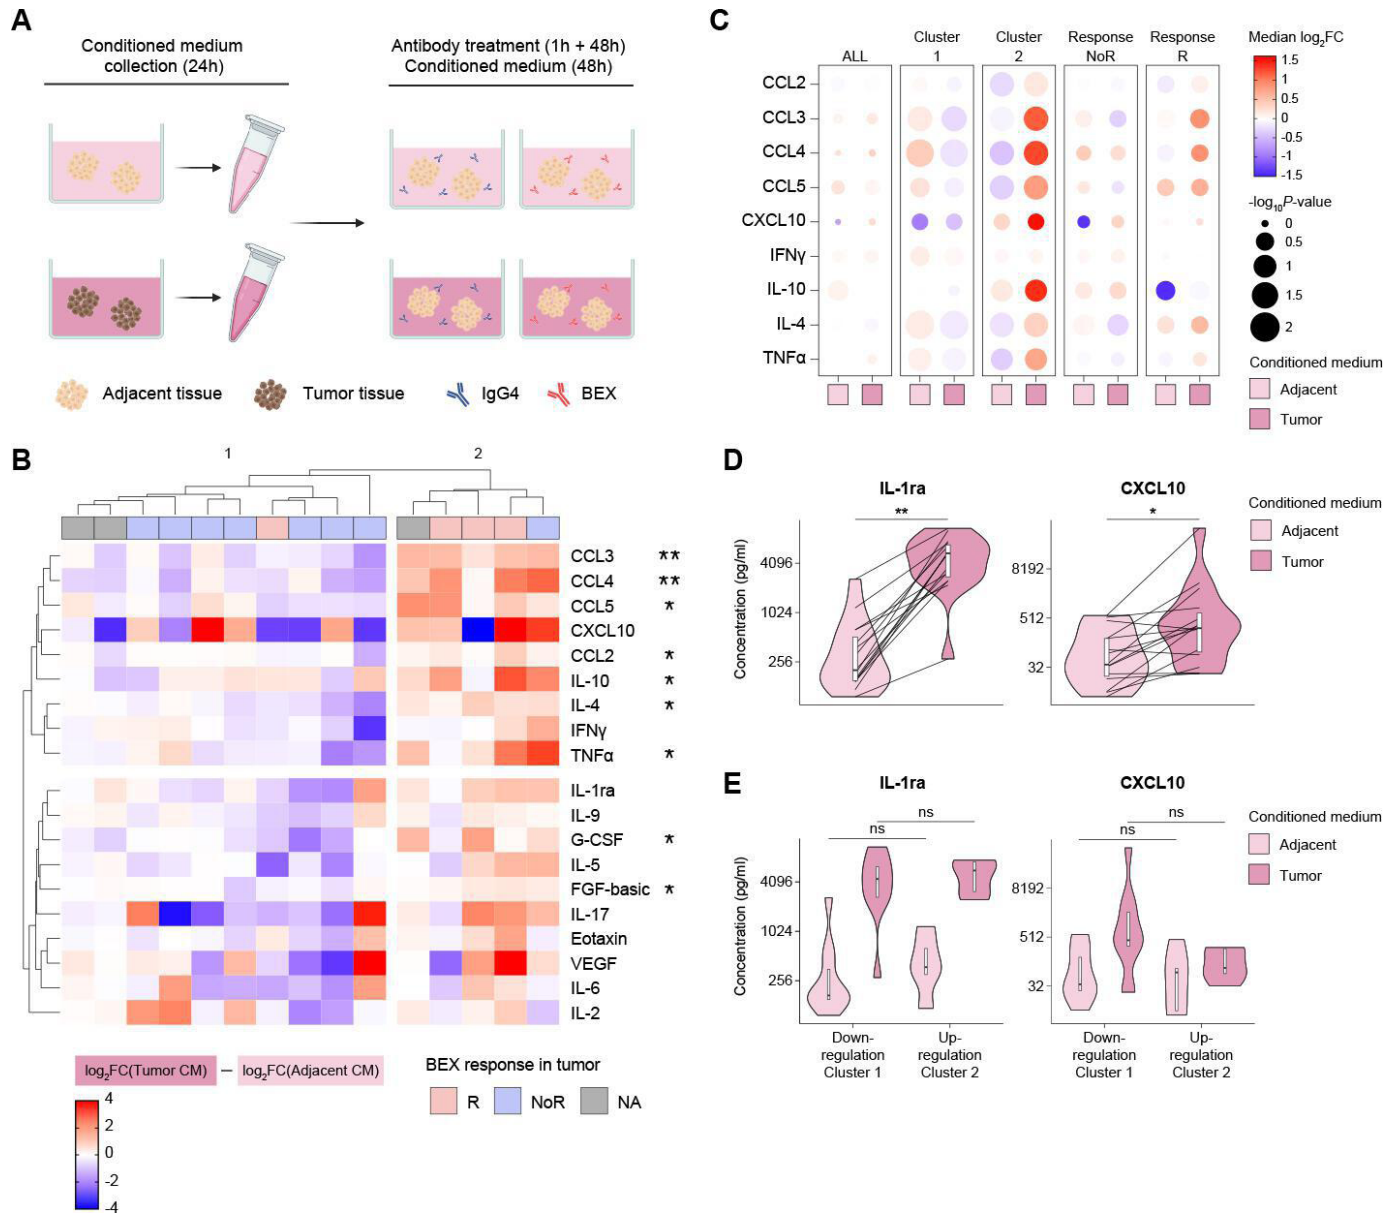 A
Conditioned medium
collection (24h)
Antibody treatment (1h + 48h)
Conditioned medium (48h)
Adjacent tissue
Tumor tissue
IgG4
BEX
B
1
2
CCL3 **
CCL4 **
CCL5 *
CXCL10
CCL2 *
IL-10 *
IL-4 *
IFNγ
TNFα *
IL-1ra
IL-9
G-CSF *
IL-5
FGF-basic *
IL-17
Eotaxin
VEGF
IL-6
IL-2
log₂FC(Tumor CM) – log₂FC(Adjacent CM)
4
2
0
-2
-4
BEX response in tumor
R
NoR
NA
C
ALL
Cluster
1
Cluster
2
Response
NoR
Response
R
CCL2
CCL3
CCL4
CCL5
CXCL10
IFNγ
IL-10
IL-4
TNFα
Median log₂FC
1.5
1
0.5
0
-0.5
-1
-1.5
-log₁₀P-value
0
0.5
1
1.5
2
Conditioned medium
Adjacent
Tumor
D
IL-1ra
**
Concentration (pg/ml)
4096
1024
256
CXCL10
*
8192
512
32
Conditioned medium
Adjacent
Tumor
E
IL-1ra
ns
ns
Concentration (pg/ml)
4096
1024
256
Down-
regulation
Cluster 1
Up-
regulation
Cluster 2
CXCL10
ns
ns
8192
512
32
Down-
regulation
Cluster 1
Up-
regulation
Cluster 2
Conditioned medium
Adjacent
Tumor